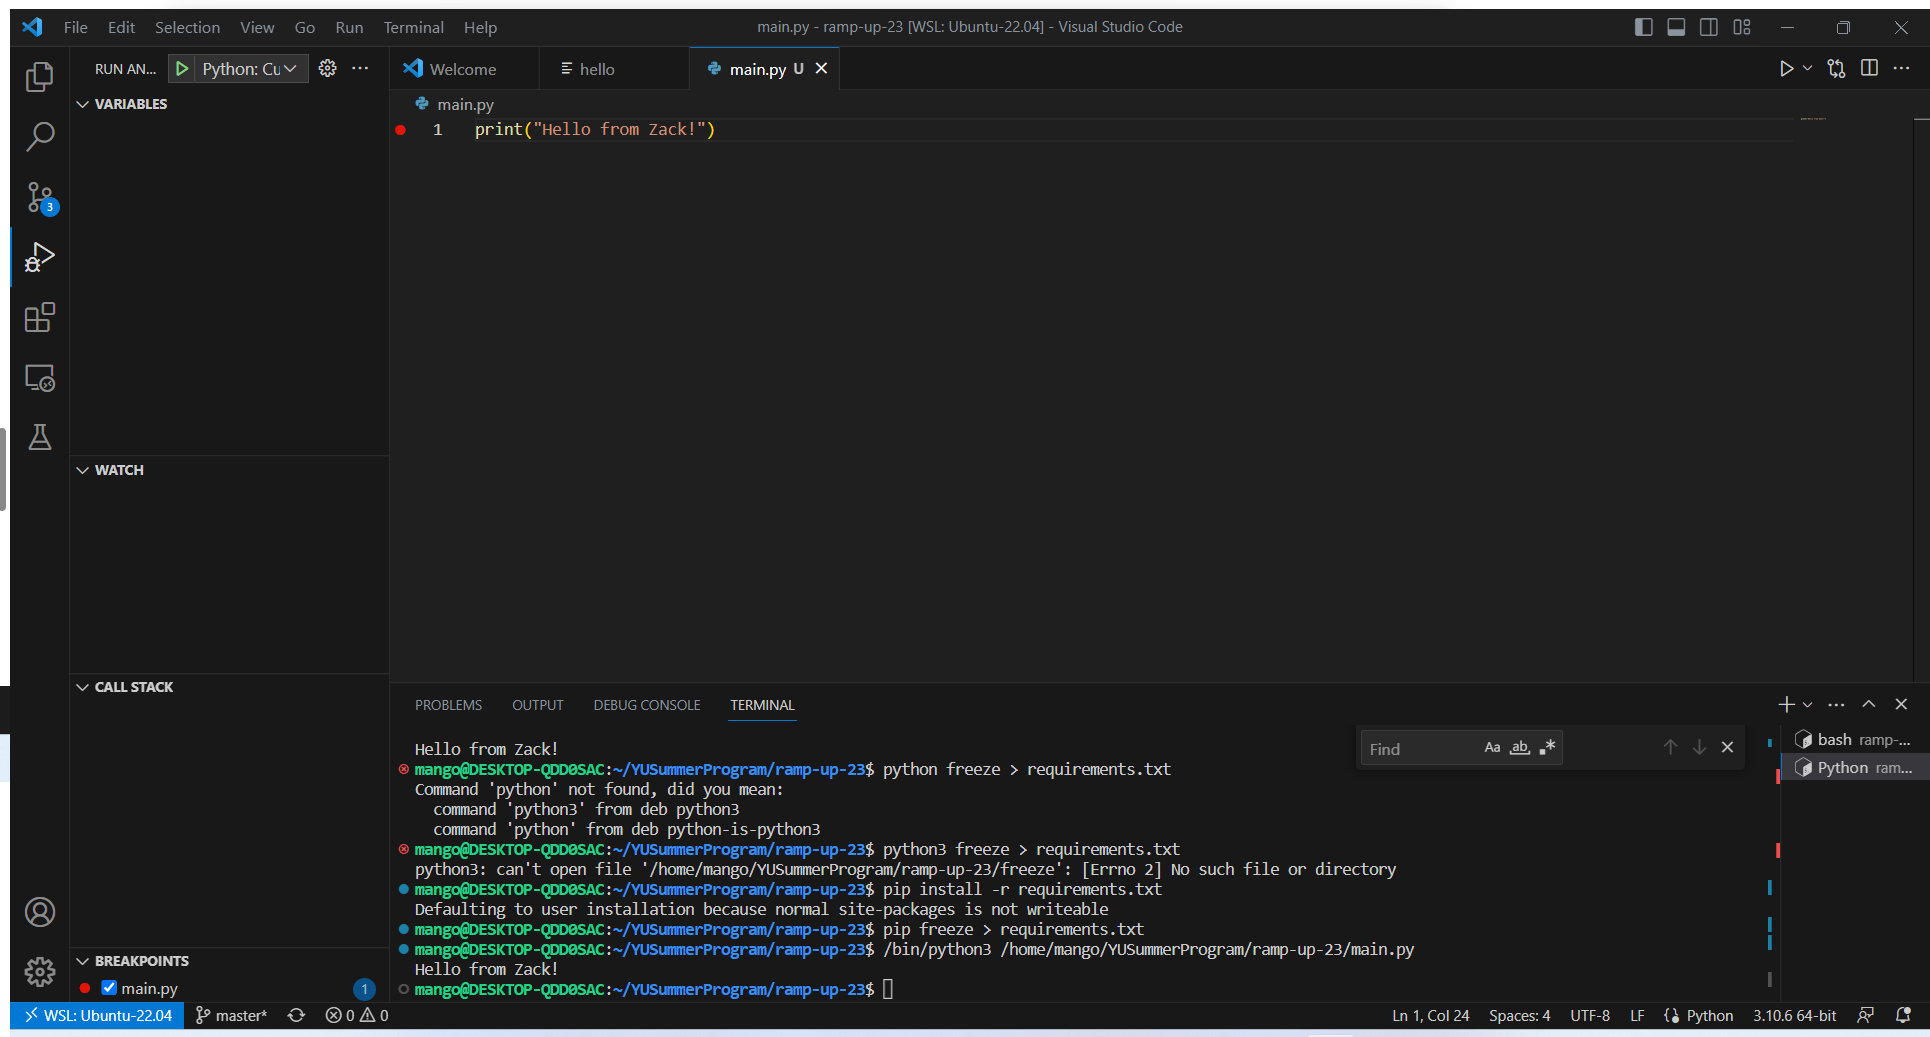 File Edit Selection View Go Run Terminal Help
main.py - ramp-up-23 [WSL: Ubuntu-22.04] - Visual Studio Code
RUN AN... Python: Cu
Welcome hello main.py U
VARIABLES
main.py
1 print("Hello from Zack!")
3
WATCH
CALL STACK
PROBLEMS OUTPUT DEBUG CONSOLE TERMINAL
Find Aa ab
bash ramp-...
Python ram...
Hello from Zack!
mango@DESKTOP-QDD0SAC:~/YUSummerProgram/ramp-up-23$ python freeze > requirements.txt
Command 'python' not found, did you mean:
command 'python3' from deb python3
command 'python' from deb python-is-python3
mango@DESKTOP-QDD0SAC:~/YUSummerProgram/ramp-up-23$ python3 freeze > requirements.txt
python3: can't open file '/home/mango/YUSummerProgram/ramp-up-23/freeze': [Errno 2] No such file or directory
mango@DESKTOP-QDD0SAC:~/YUSummerProgram/ramp-up-23$ pip install -r requirements.txt
Defaulting to user installation because normal site-packages is not writeable
mango@DESKTOP-QDD0SAC:~/YUSummerProgram/ramp-up-23$ pip freeze > requirements.txt
mango@DESKTOP-QDD0SAC:~/YUSummerProgram/ramp-up-23$ /bin/python3 /home/mango/YUSummerProgram/ramp-up-23/main.py
Hello from Zack!
mango@DESKTOP-QDD0SAC:~/YUSummerProgram/ramp-up-23$
BREAKPOINTS
main.py 1
WSL: Ubuntu-22.04 master* 0 0 Ln 1, Col 24 Spaces: 4 UTF-8 LF Python 3.10.6 64-bit